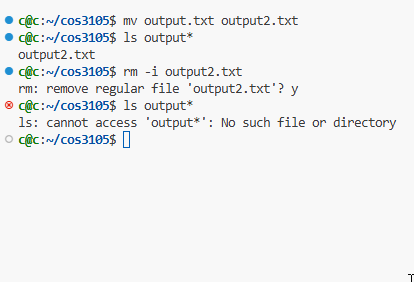 c@c:~/cos3105$ mv output.txt output2.txt
c@c:~/cos3105$ ls output*
output2.txt
c@c:~/cos3105$ rm -i output2.txt
rm: remove regular file 'output2.txt'? y
c@c:~/cos3105$ ls output*
ls: cannot access 'output*': No such file or directory
c@c:~/cos3105$